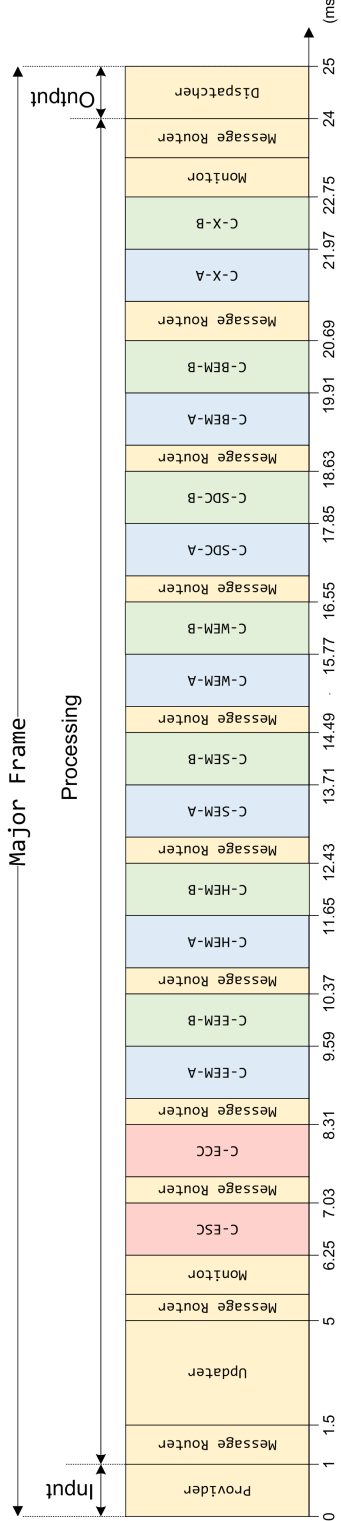 Major Frame
Input
Processing
Output
Provider
Message Router
Updater
Message Router
Monitor
C-ESC
Message Router
C-ECC
Message Router
C-EEM-A
C-EEM-B
Message Router
C-HEM-A
C-HEM-B
Message Router
C-SEM-A
C-SEM-B
Message Router
C-WEM-A
C-WEM-B
Message Router
C-SDC-A
C-SDC-B
Message Router
C-BEM-A
C-BEM-B
Message Router
C-X-A
C-X-B
Monitor
Message Router
Dispatcher
0
1
1.5
5
6.25
7.03
8.31
9.59
10.37
11.65
12.43
13.71
14.49
15.77
16.55
17.85
18.63
19.91
20.69
21.97
22.75
24
25
(ms